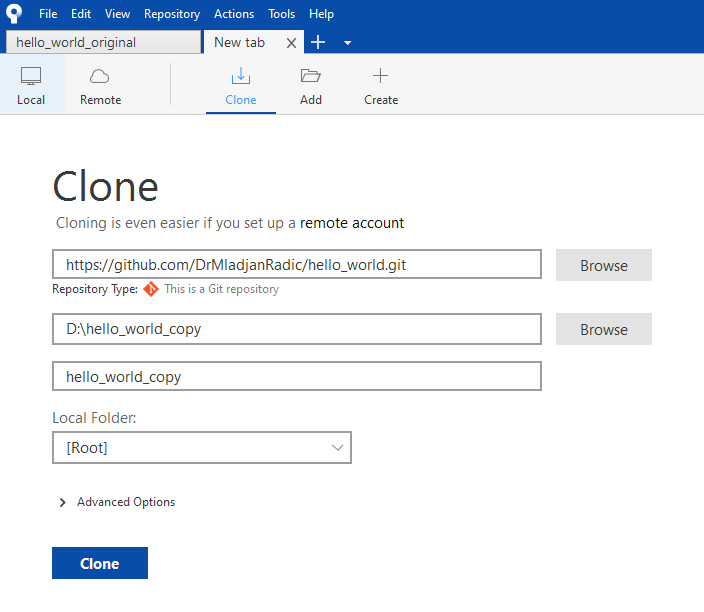 File Edit View Repository Actions Tools Help
hello_world_original New tab
Local Remote Clone Add Create
Clone
Cloning is even easier if you set up a remote account
https://github.com/DrMladjanRadic/hello_world.git Browse
Repository Type: This is a Git repository
D:\hello_world_copy Browse
hello_world_copy
Local Folder:
[Root]
Advanced Options
Clone